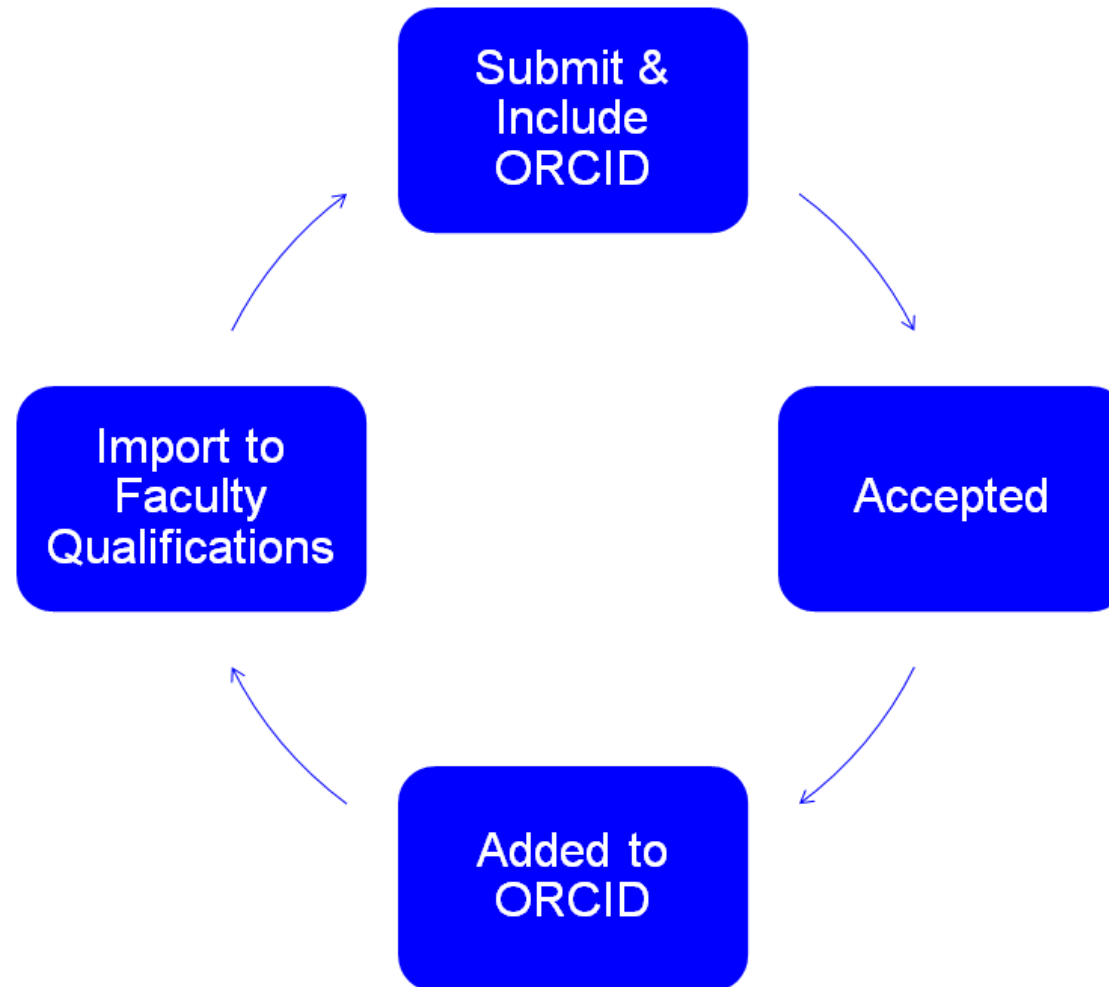 Submit &
Include
ORCID
Import to
Faculty
Qualifications
Accepted
Added to
ORCID